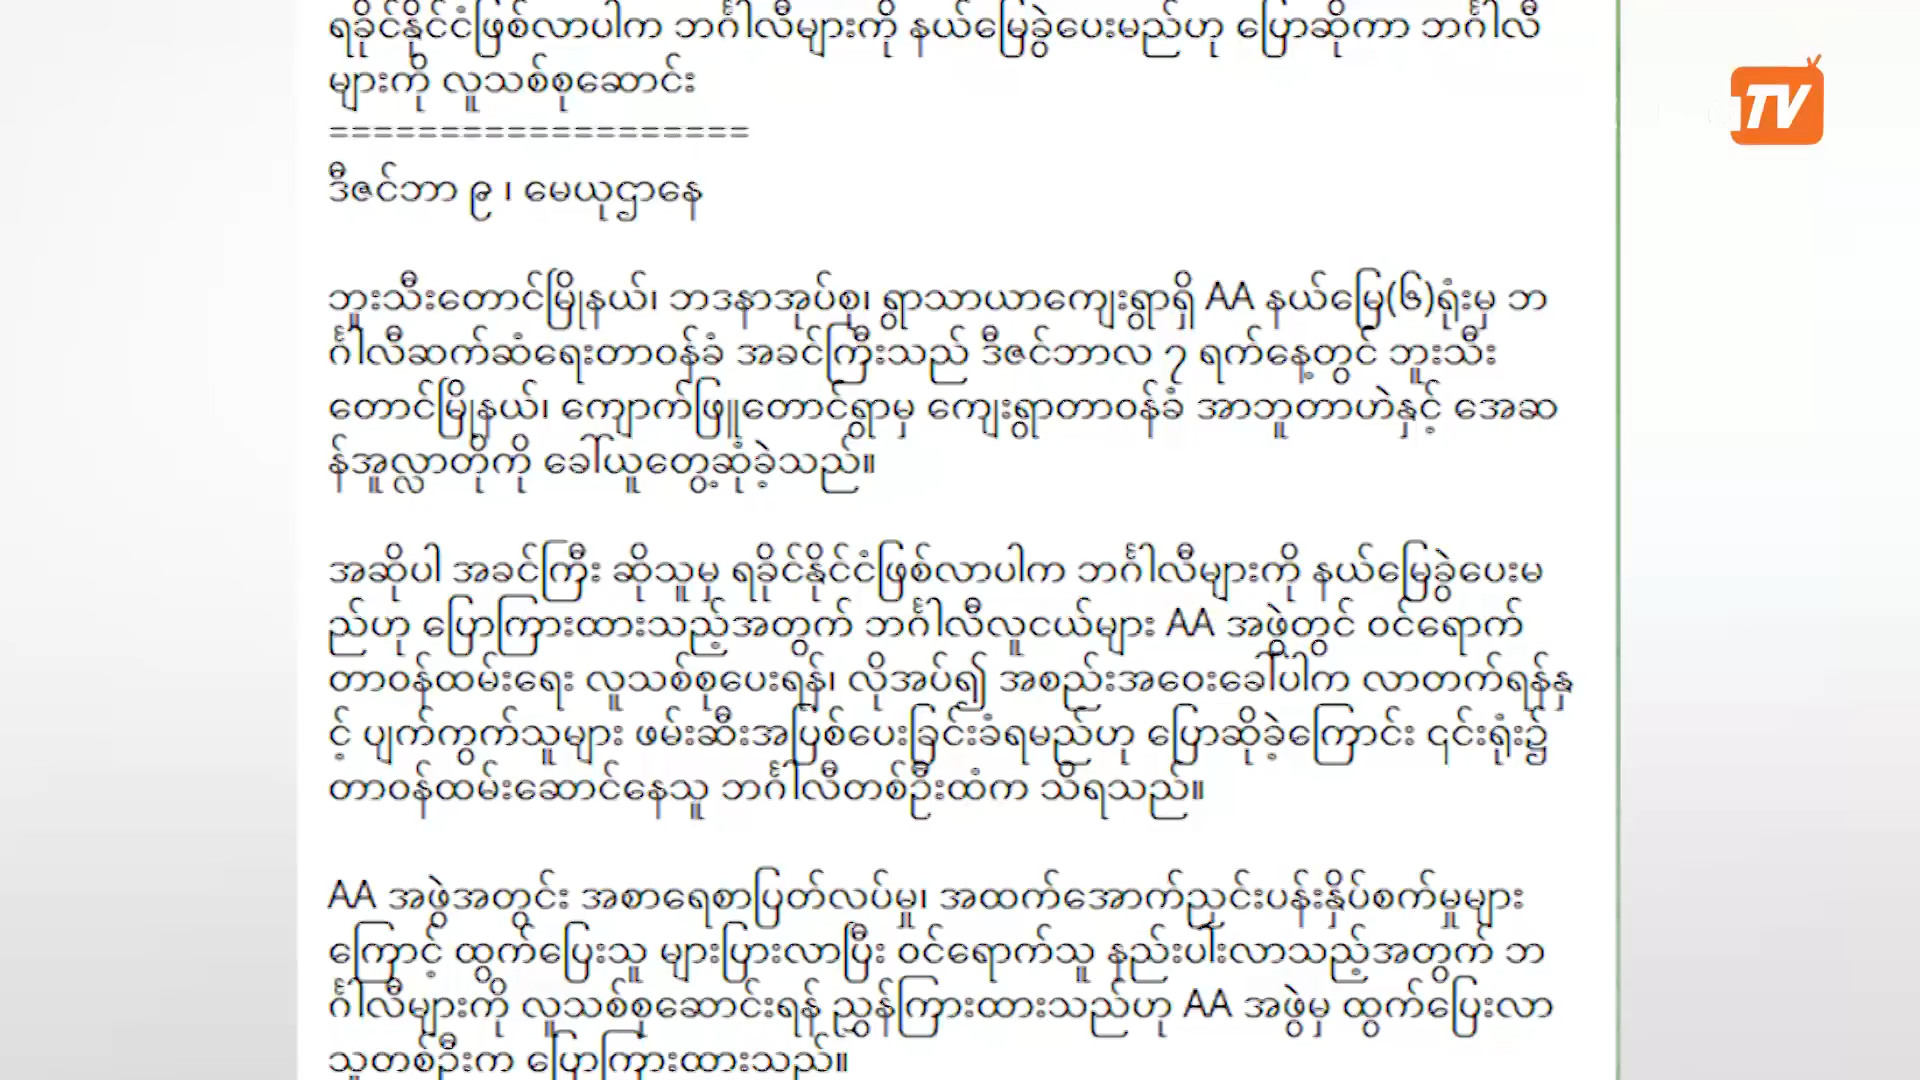 ရခိုင်နိုင်ငံဖြစ်လာပါက ဘင်္ဂါလီများကို နယ်မြေခွဲပေးမည်ဟု ပြောဆိုကာ ဘင်္ဂါလီ
များကို လူသစ်စုဆောင်း
===================
ဒီဇင်ဘာ ၉ ၊ မေယုဌာနေ
ဘူးသီးတောင်မြို့နယ်၊ ဘဒနာအုပ်စု၊ ရွာသာယာကျေးရွာရှိ AA နယ်မြေ(၆)ရုံးမှ ဘ
င်္ဂါလီဆက်ဆံရေးတာဝန်ခံ အခင်ကြီးသည် ဒီဇင်ဘာလ ၇ ရက်နေ့တွင် ဘူးသီး
တောင်မြို့နယ်၊ ကျောက်ဖြူတောင်ရွာမှ ကျေးရွာတာဝန်ခံ အာဘူတာဟဲနှင့် အေဆ
န်အူလ္လာတို့ကို ခေါ်ယူတွေ့ဆုံခဲ့သည်။
အဆိုပါ အခင်ကြီး ဆိုသူမှ ရခိုင်နိုင်ငံဖြစ်လာပါက ဘင်္ဂါလီများကို နယ်မြေခွဲပေးမ
ည်ဟု ပြောကြားထားသည့်အတွက် ဘင်္ဂါလီလူငယ်များ AA အဖွဲ့တွင် ဝင်ရောက်
တာဝန်ထမ်းရေး လူသစ်စုပေးရန်၊ လိုအပ်၍ အစည်းအဝေးခေါ်ပါက လာတက်ရန်နှ
င့် ပျက်ကွက်သူများ ဖမ်းဆီးအပြစ်ပေးခြင်းခံရမည်ဟု ပြောဆိုခဲ့ကြောင်း ၎င်းရုံး၌
တာဝန်ထမ်းဆောင်နေသူ ဘင်္ဂါလီတစ်ဦးထံက သိရသည်။
AA အဖွဲ့အတွင်း အစာရေစာပြတ်လပ်မှု၊ အထက်အောက်ညှင်းပန်းနှိပ်စက်မှုများ
ကြောင့် ထွက်ပြေးသူ များပြားလာပြီး ဝင်ရောက်သူ နည်းပါးလာသည့်အတွက် ဘ
င်္ဂါလီများကို လူသစ်စုဆောင်းရန် ညွှန်ကြားထားသည်ဟု AA အဖွဲ့မှ ထွက်ပြေးလာ
သူတစ်ဦးက ပြောကြားထားသည်။
TV